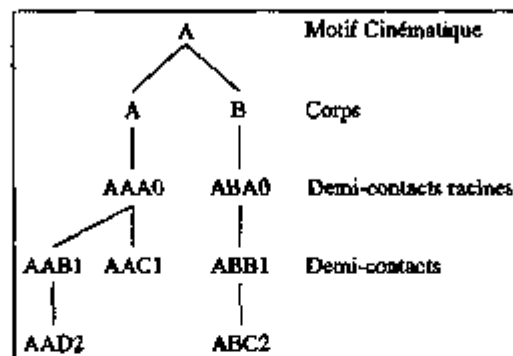 A Motif Cinématique
A B Corps
AAA0 ABA0 Demi-contacts racines
AAB1 AAC1 ABB1 Demi-contacts
AAD2 ABC2